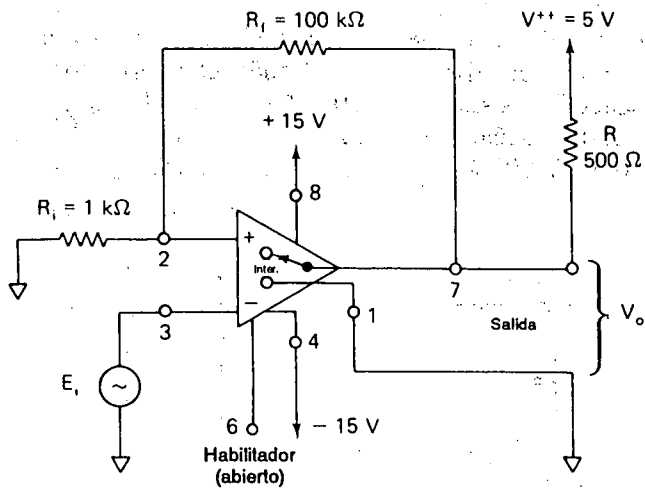 R_f = 100 kΩ
V⁺⁺ = 5 V
+ 15 V
R
500 Ω
8
R_i = 1 kΩ
2
+
Inter.
7
−
3
1
Salida
V_o
4
E_i
6
− 15 V
Habilitador
(abierto)